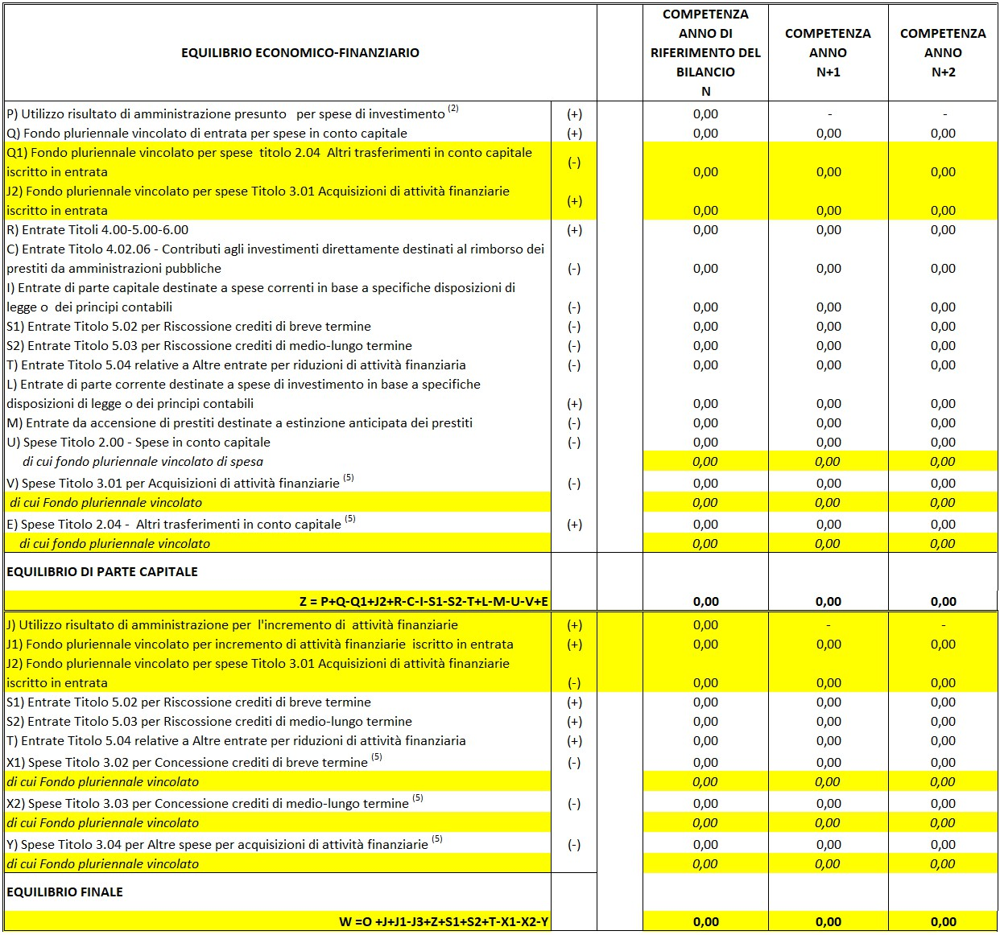 EQUILIBRIO ECONOMICO-FINANZIARIO
COMPETENZA
ANNO DI
RIFERIMENTO DEL
BILANCIO
N
COMPETENZA
ANNO
N+1
COMPETENZA
ANNO
N+2
P) Utilizzo risultato di amministrazione presunto per spese di investimento (2) (+) 0,00 - -
Q) Fondo pluriennale vincolato di entrata per spese in conto capitale (+) 0,00 0,00 0,00
Q1) Fondo pluriennale vincolato per spese titolo 2.04 Altri trasferimenti in conto capitale
iscritto in entrata (-) 0,00 0,00 0,00
J2) Fondo pluriennale vincolato per spese Titolo 3.01 Acquisizioni di attività finanziarie
iscritto in entrata (+) 0,00 0,00 0,00
R) Entrate Titoli 4.00-5.00-6.00 (+) 0,00 0,00 0,00
C) Entrate Titolo 4.02.06 - Contributi agli investimenti direttamente destinati al rimborso dei
prestiti da amministrazioni pubbliche (-) 0,00 0,00 0,00
I) Entrate di parte capitale destinate a spese correnti in base a specifiche disposizioni di
legge o dei principi contabili (-) 0,00 0,00 0,00
S1) Entrate Titolo 5.02 per Riscossione crediti di breve termine (-) 0,00 0,00 0,00
S2) Entrate Titolo 5.03 per Riscossione crediti di medio-lungo termine (-) 0,00 0,00 0,00
T) Entrate Titolo 5.04 relative a Altre entrate per riduzioni di attività finanziaria (-) 0,00 0,00 0,00
L) Entrate di parte corrente destinate a spese di investimento in base a specifiche
disposizioni di legge o dei principi contabili (+) 0,00 0,00 0,00
M) Entrate da accensione di prestiti destinate a estinzione anticipata dei prestiti (-) 0,00 0,00 0,00
U) Spese Titolo 2.00 - Spese in conto capitale (-) 0,00 0,00 0,00
di cui fondo pluriennale vincolato di spesa 0,00 0,00 0,00
V) Spese Titolo 3.01 per Acquisizioni di attività finanziarie (5) (-) 0,00 0,00 0,00
di cui Fondo pluriennale vincolato 0,00 0,00 0,00
E) Spese Titolo 2.04 - Altri trasferimenti in conto capitale (5) (+) 0,00 0,00 0,00
di cui fondo pluriennale vincolato 0,00 0,00 0,00
EQUILIBRIO DI PARTE CAPITALE
Z = P+Q-Q1+J2+R-C-I-S1-S2-T+L-M-U-V+E 0,00 0,00 0,00
J) Utilizzo risultato di amministrazione per l'incremento di attività finanziarie (+) 0,00 - -
J1) Fondo pluriennale vincolato per incremento di attività finanziarie iscritto in entrata (+) 0,00 0,00 0,00
J2) Fondo pluriennale vincolato per spese Titolo 3.01 Acquisizioni di attività finanziarie
iscritto in entrata (-) 0,00 0,00 0,00
S1) Entrate Titolo 5.02 per Riscossione crediti di breve termine (+) 0,00 0,00 0,00
S2) Entrate Titolo 5.03 per Riscossione crediti di medio-lungo termine (+) 0,00 0,00 0,00
T) Entrate Titolo 5.04 relative a Altre entrate per riduzioni di attività finanziaria (+) 0,00 0,00 0,00
X1) Spese Titolo 3.02 per Concessione crediti di breve termine (5) (-) 0,00 0,00 0,00
di cui Fondo pluriennale vincolato 0,00 0,00 0,00
X2) Spese Titolo 3.03 per Concessione crediti di medio-lungo termine (5) (-) 0,00 0,00 0,00
di cui Fondo pluriennale vincolato 0,00 0,00 0,00
Y) Spese Titolo 3.04 per Altre spese per acquisizioni di attività finanziarie (5) (-) 0,00 0,00 0,00
di cui Fondo pluriennale vincolato 0,00 0,00 0,00
EQUILIBRIO FINALE
W =O +J+J1-J3+Z+S1+S2+T-X1-X2-Y 0,00 0,00 0,00